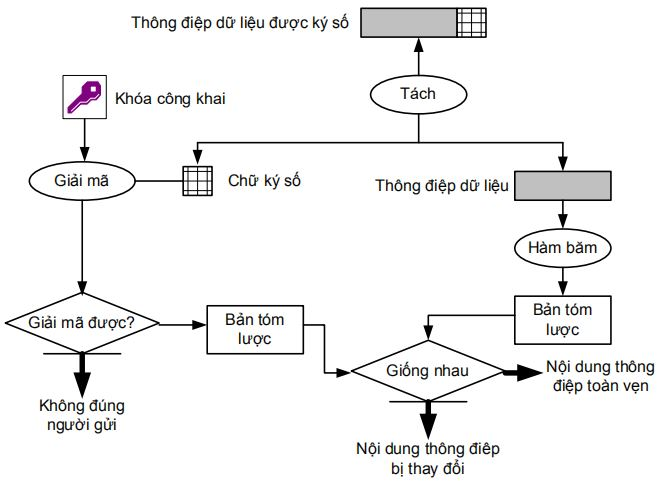 Thông điệp dữ liệu được ký số
Tách
Khóa công khai
Giải mã
Chữ ký số
Thông điệp dữ liệu
Hàm băm
Giải mã được?
Bản tóm
lược
Bản tóm
lược
Giống nhau
Nội dung thông
điệp toàn vẹn
Không đúng
người gửi
Nội dung thông điêp
bị thay đổi